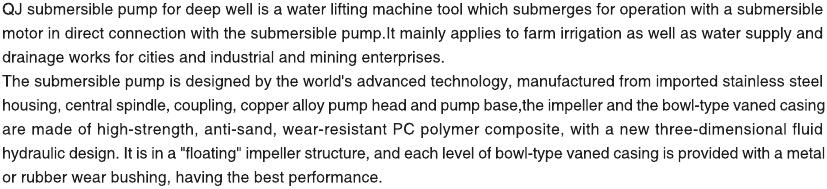 QJ submersible pump for deep well is a water lifting machine tool which submerges for operation with a submersible
motor in direct connection with the submersible pump.It mainly applies to farm irrigation as well as water supply and
drainage works for cities and industrial and mining enterprises.
The submersible pump is designed by the world's advanced technology, manufactured from imported stainless steel
housing, central spindle, coupling, copper alloy pump head and pump base,the impeller and the bowl-type vaned casing
are made of high-strength, anti-sand, wear-resistant PC polymer composite, with a new three-dimensional fluid
hydraulic design. It is in a "floating" impeller structure, and each level of bowl-type vaned casing is provided with a metal
or rubber wear bushing, having the best performance.